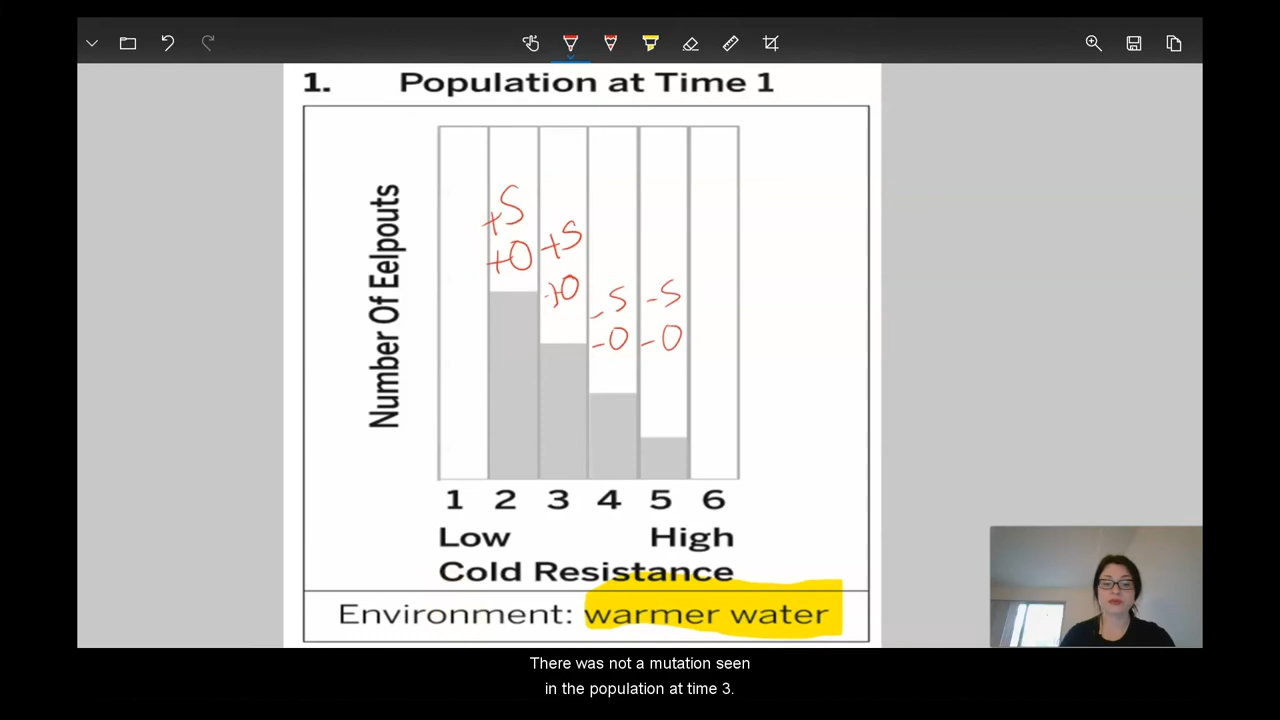 1. Population at Time 1
Number Of Eelpouts
+S
+O
+S
+O
-S
-O
-S
-O
1 2 3 4 5 6
Low High
Cold Resistance
Environment: warmer water
There was not a mutation seen
in the population at time 3.